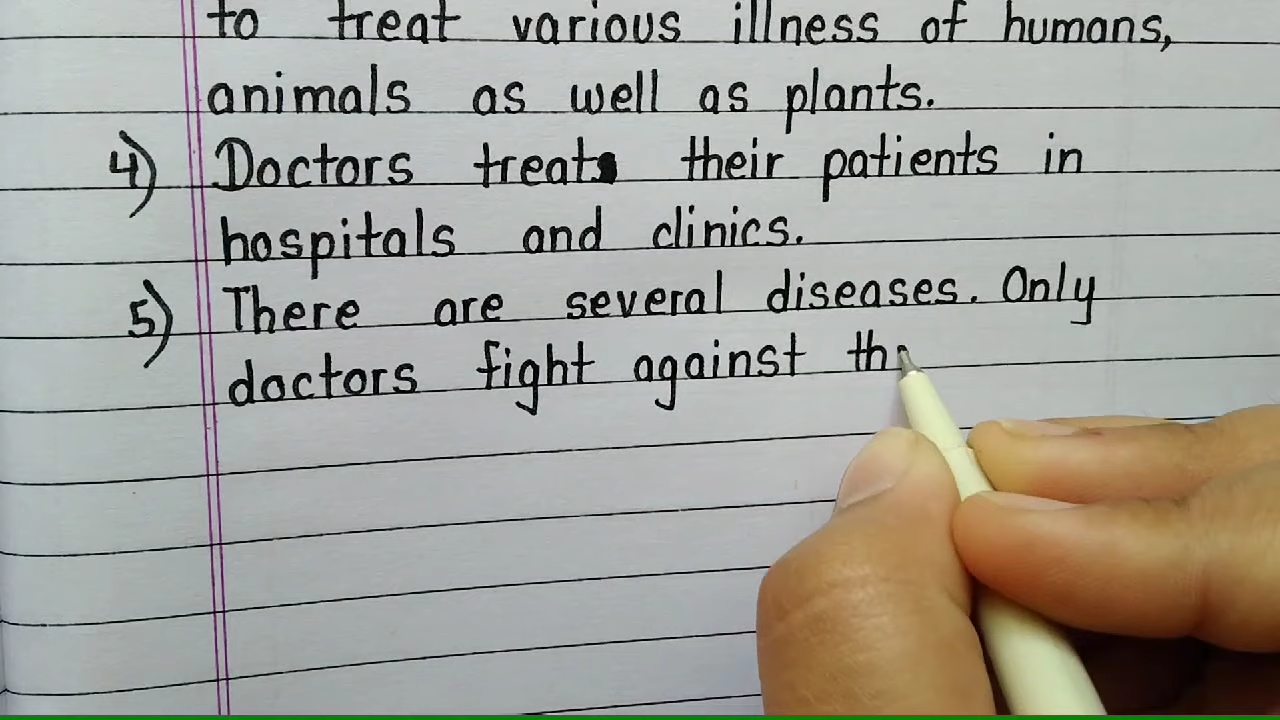 to treat various illness of humans,
animals as well as plants.
4) Doctors treats their patients in
hospitals and clinics.
5) There are several diseases. Only
doctors fight against